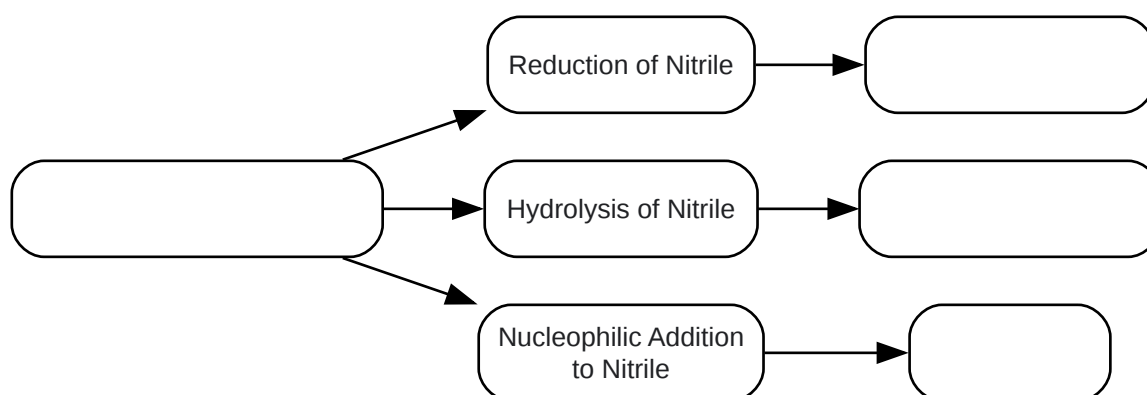 Reduction of Nitrile
Hydrolysis of Nitrile
Nucleophilic Addition
to Nitrile